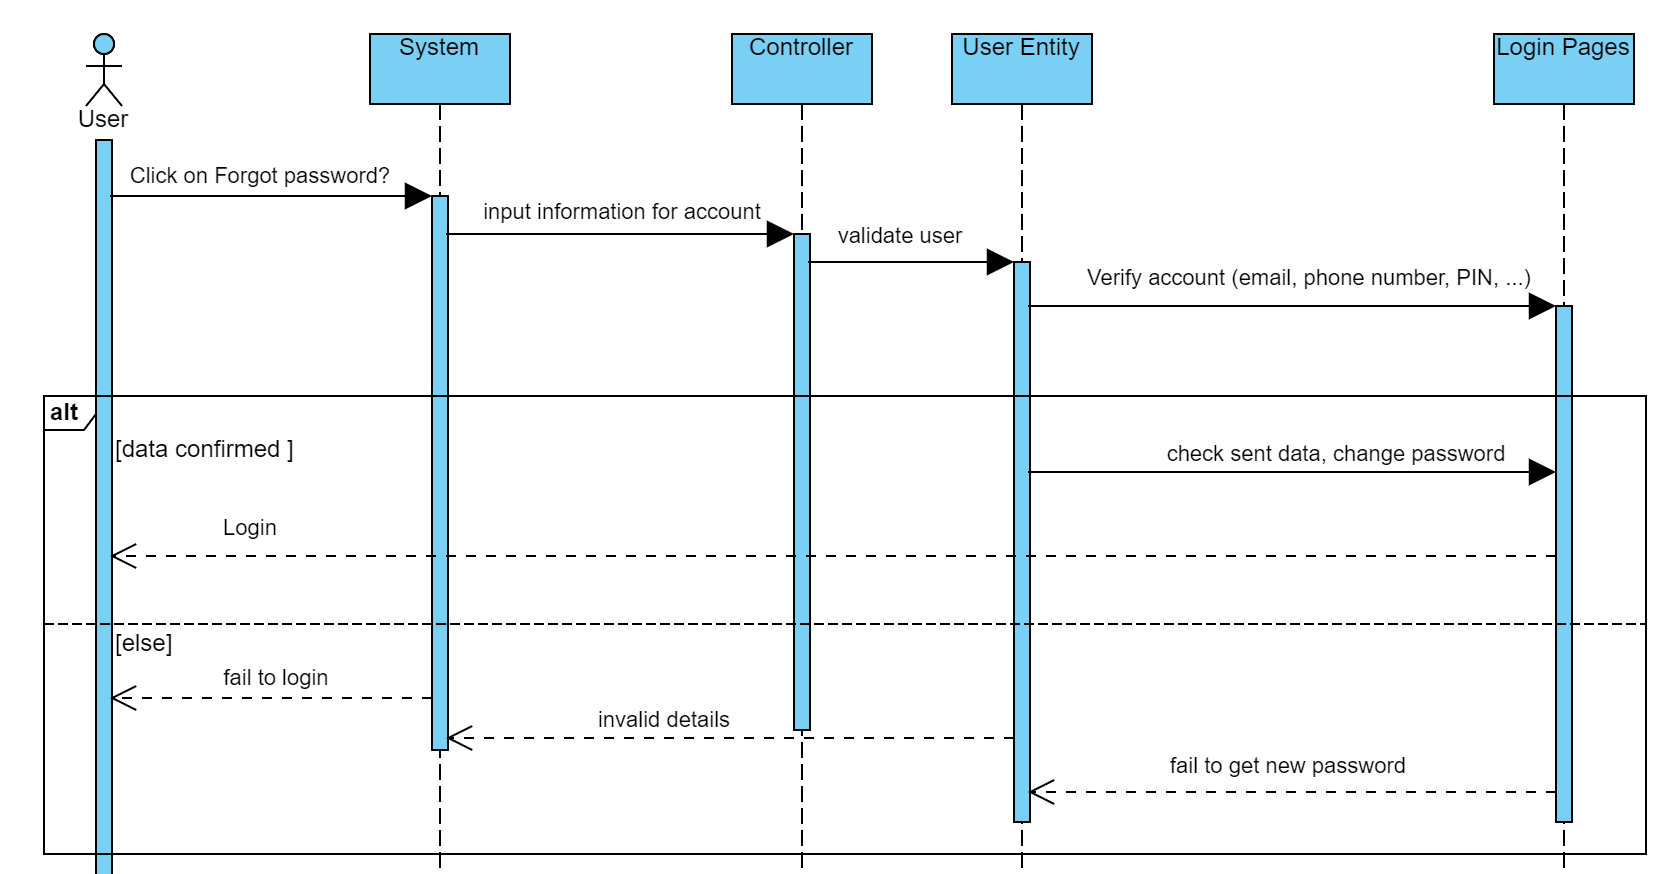 System
Controller
User Entity
Login Pages
User
Click on Forgot password?
input information for account
validate user
Verify account (email, phone number, PIN, ...)
alt
[data confirmed ]
check sent data, change password
Login
[else]
fail to login
invalid details
fail to get new password